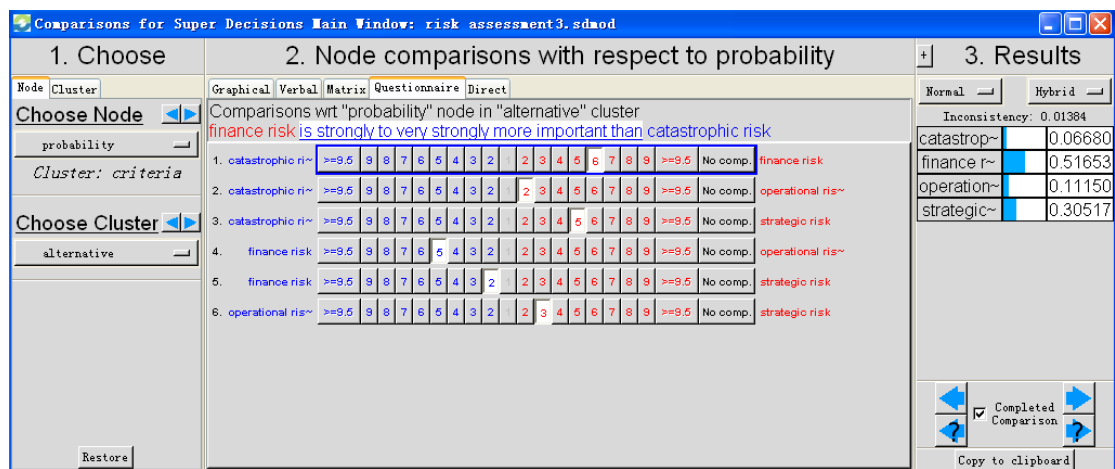 Comparisons for Super Decisions Main Window: risk assessment3.sdmod
1. Choose
Node Cluster
Choose Node
probability
Cluster: criteria
Choose Cluster
alternative
Restore
2. Node comparisons with respect to probability
Graphical Verbal Matrix Questionnaire Direct
Comparisons wrt "probability" node in "alternative" cluster
finance risk is strongly to very strongly more important than catastrophic risk
1. catastrophic ri~ >=9.5 9 8 7 6 5 4 3 2 1 2 3 4 5 6 7 8 9 >=9.5 No comp. finance risk
2. catastrophic ri~ >=9.5 9 8 7 6 5 4 3 2 1 2 3 4 5 6 7 8 9 >=9.5 No comp. operational ris~
3. catastrophic ri~ >=9.5 9 8 7 6 5 4 3 2 1 2 3 4 5 6 7 8 9 >=9.5 No comp. strategic risk
4. finance risk >=9.5 9 8 7 6 5 4 3 2 1 2 3 4 5 6 7 8 9 >=9.5 No comp. operational ris~
5. finance risk >=9.5 9 8 7 6 5 4 3 2 1 2 3 4 5 6 7 8 9 >=9.5 No comp. strategic risk
6. operational ris~ >=9.5 9 8 7 6 5 4 3 2 1 2 3 4 5 6 7 8 9 >=9.5 No comp. strategic risk
+ 3. Results
Normal Hybrid
Inconsistency: 0.01384
catastrop~ 0.06680
finance r~ 0.51653
operation~ 0.11150
strategic~ 0.30517
Completed
Comparison
? ?
Copy to clipboard